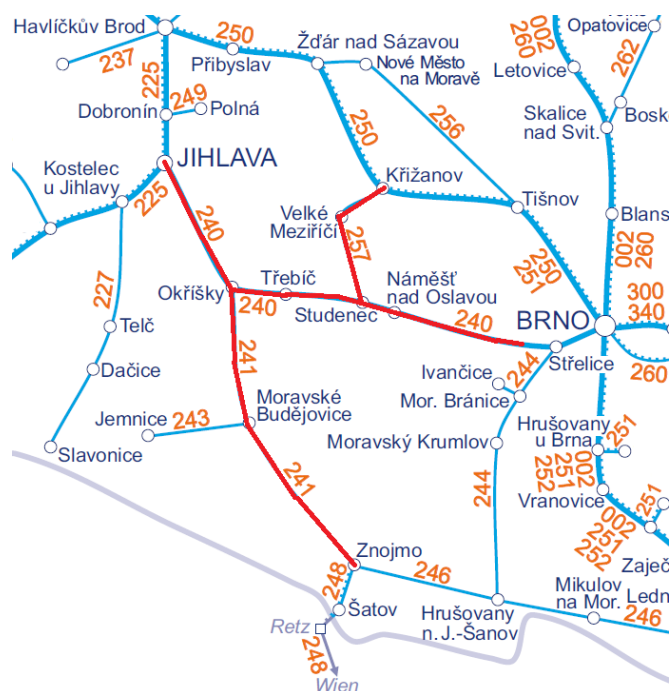 Havlíčkův Brod
237
250
Přibyslav
Žďár nad Sázavou
Nové Město
na Moravě
002
260
Letovice
Opatovice
262
225
249
Dobronín
Polná
Skalice
nad Svit.
256
250
JIHLAVA
Kostelec
u Jihlavy
225
Křižanov
Tišnov
Velké
Meziříčí
257
240
002
260
250
251
Třebíč
Okříšky
240
Studenec
Náměšť
nad Oslavou
240
BRNO
300
340
260
Střelice
227
Telč
Dačice
Slavonice
241
Ivančice
244
Mor. Bránice
Moravské
Budějovice
Jemnice
243
Moravský Krumlov
Hrušovany
u Brna
251
002
251
252
Vranovice
244
241
002
251
252
251
Znojmo
248
246
Šatov
Retz
248
Wien
Hrušovany
n. J.-Šanov
Mikulov
na Mor.
246